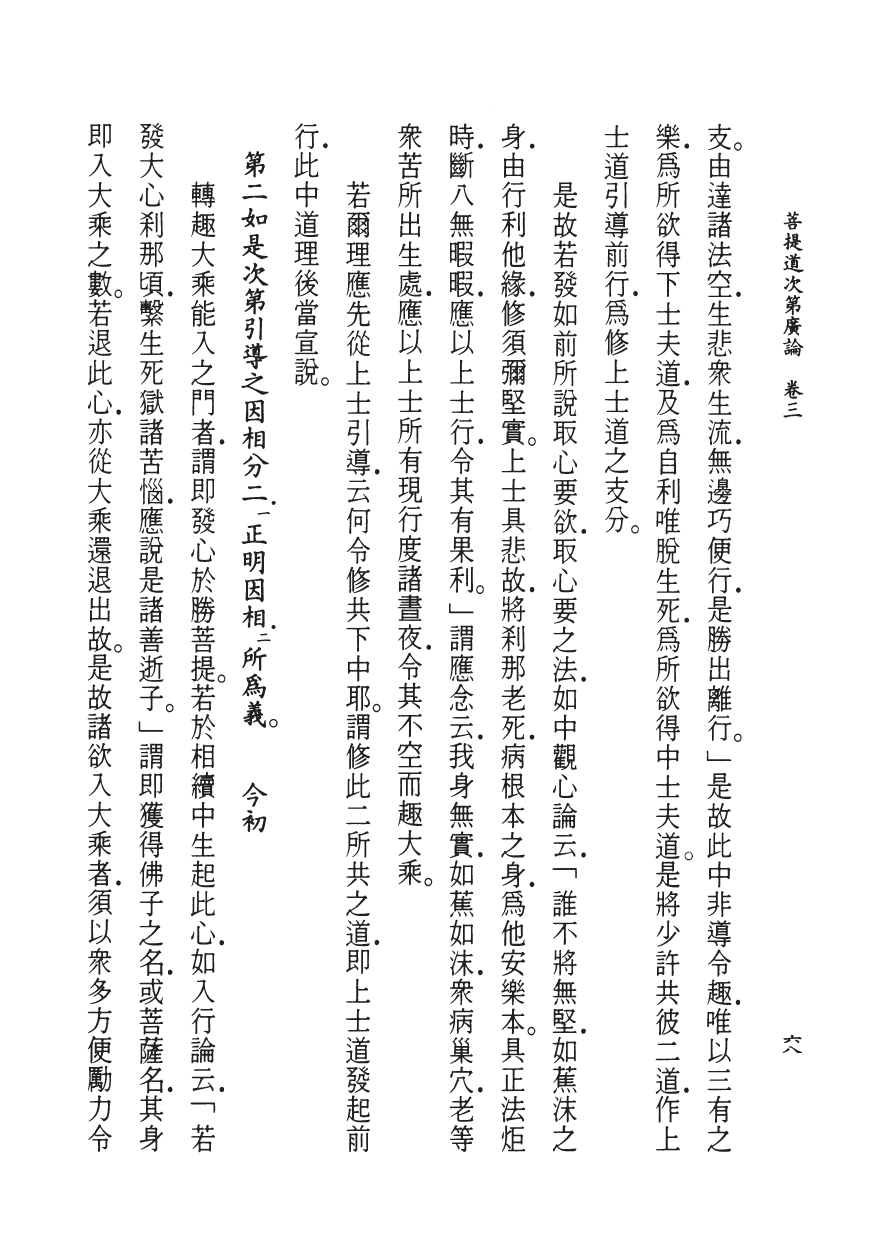 菩提道次第廣論　卷三
六八
支。由達諸法空．生悲衆生流．無邊巧便行．是勝出離行。」是故此中非導令趣．唯以三有之
樂．爲所欲得下士夫道．及爲自利唯脫生死．爲所欲得中士夫道。是將少許共彼二道．作上
士道引導前行．爲修上士道之支分。
是故若發如前所說取心要欲．取心要之法．如中觀心論云．「誰不將無堅．如蕉沫之
身．由行利他緣．修須彌堅實。上士具悲故．將刹那老死．病根本之身．爲他安樂本。具正法炬
時．斷八無暇暇．應以上士行．令其有果利。」謂應念云．我身無實．如蕉如沫．衆病巢穴．老等
衆苦所出生處．應以上士所有現行度諸晝夜．令其不空而趣大乘。
若爾理應先從上士引導．云何令修共下中耶。謂修此二所共之道．即上士道發起前
行．此中道理後當宣說。
第二如是次第引導之因相分二．一正明因相．二所爲義。　今初
轉趣大乘能入之門者．謂即發心於勝菩提。若於相續中生起此心．如入行論云．「若
發大心刹那頃．繫生死獄諸苦惱．應說是諸善逝子。」謂即獲得佛子之名．或菩薩名．其身
即入大乘之數。若退此心．亦從大乘還退出故。是故諸欲入大乘者．須以衆多方便勵力令